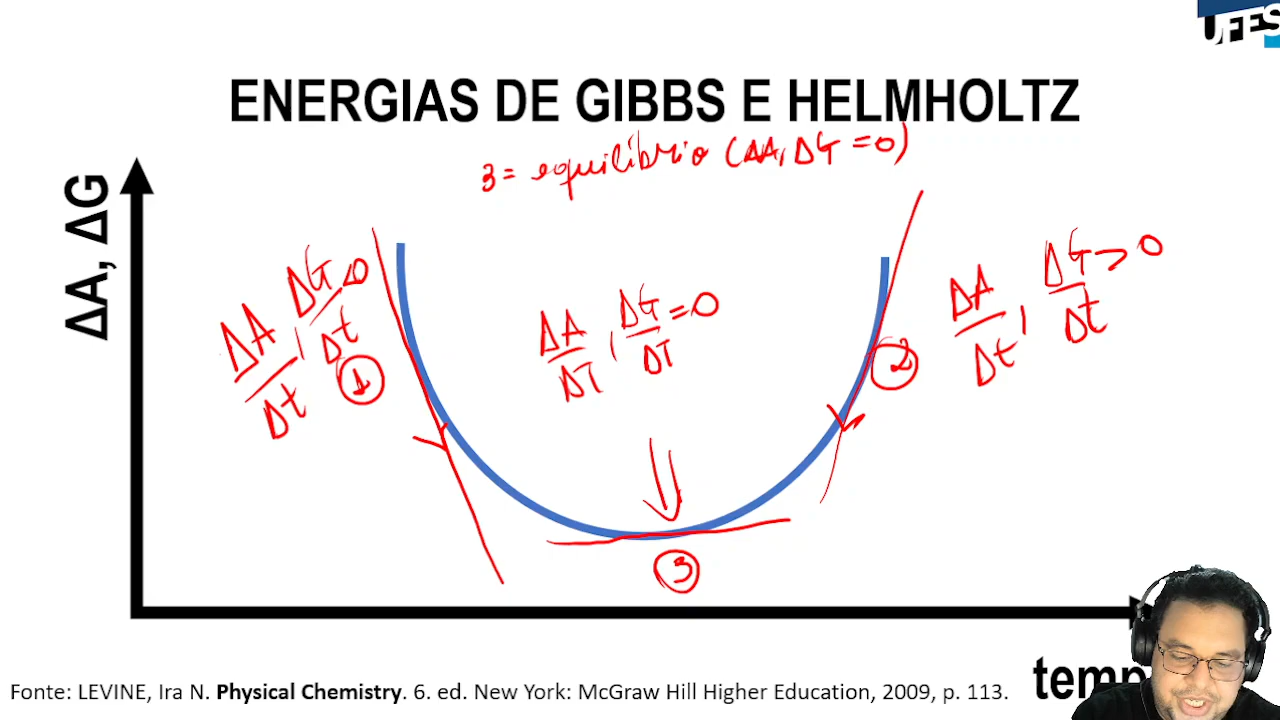 UFES
ENERGIAS DE GIBBS E HELMHOLTZ
3 = equilíbrio (ΔA, ΔG = 0)
ΔA, ΔG
ΔA/Δt, ΔG/Δt < 0
①
ΔA/ΔT, ΔG/ΔT = 0
ΔA/Δt, ΔG/Δt > 0
②
③
temp
Fonte: LEVINE, Ira N. Physical Chemistry. 6. ed. New York: McGraw Hill Higher Education, 2009, p. 113.